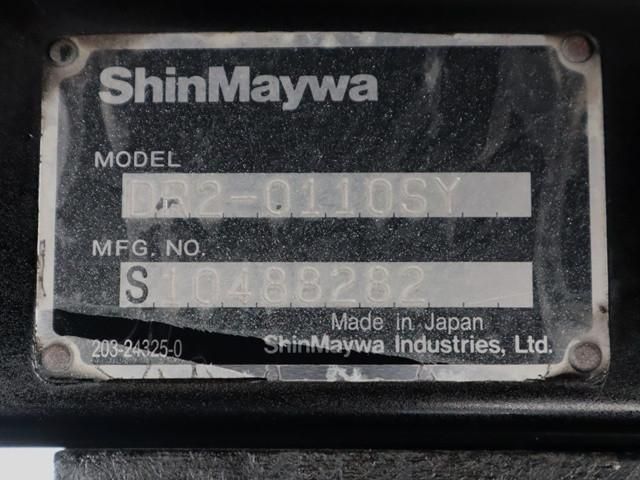 ShinMaywa
MODEL
DR2-0110SY
MFG. NO.
S10488282
Made in Japan
203-24325-0
ShinMaywa Industries, Ltd.